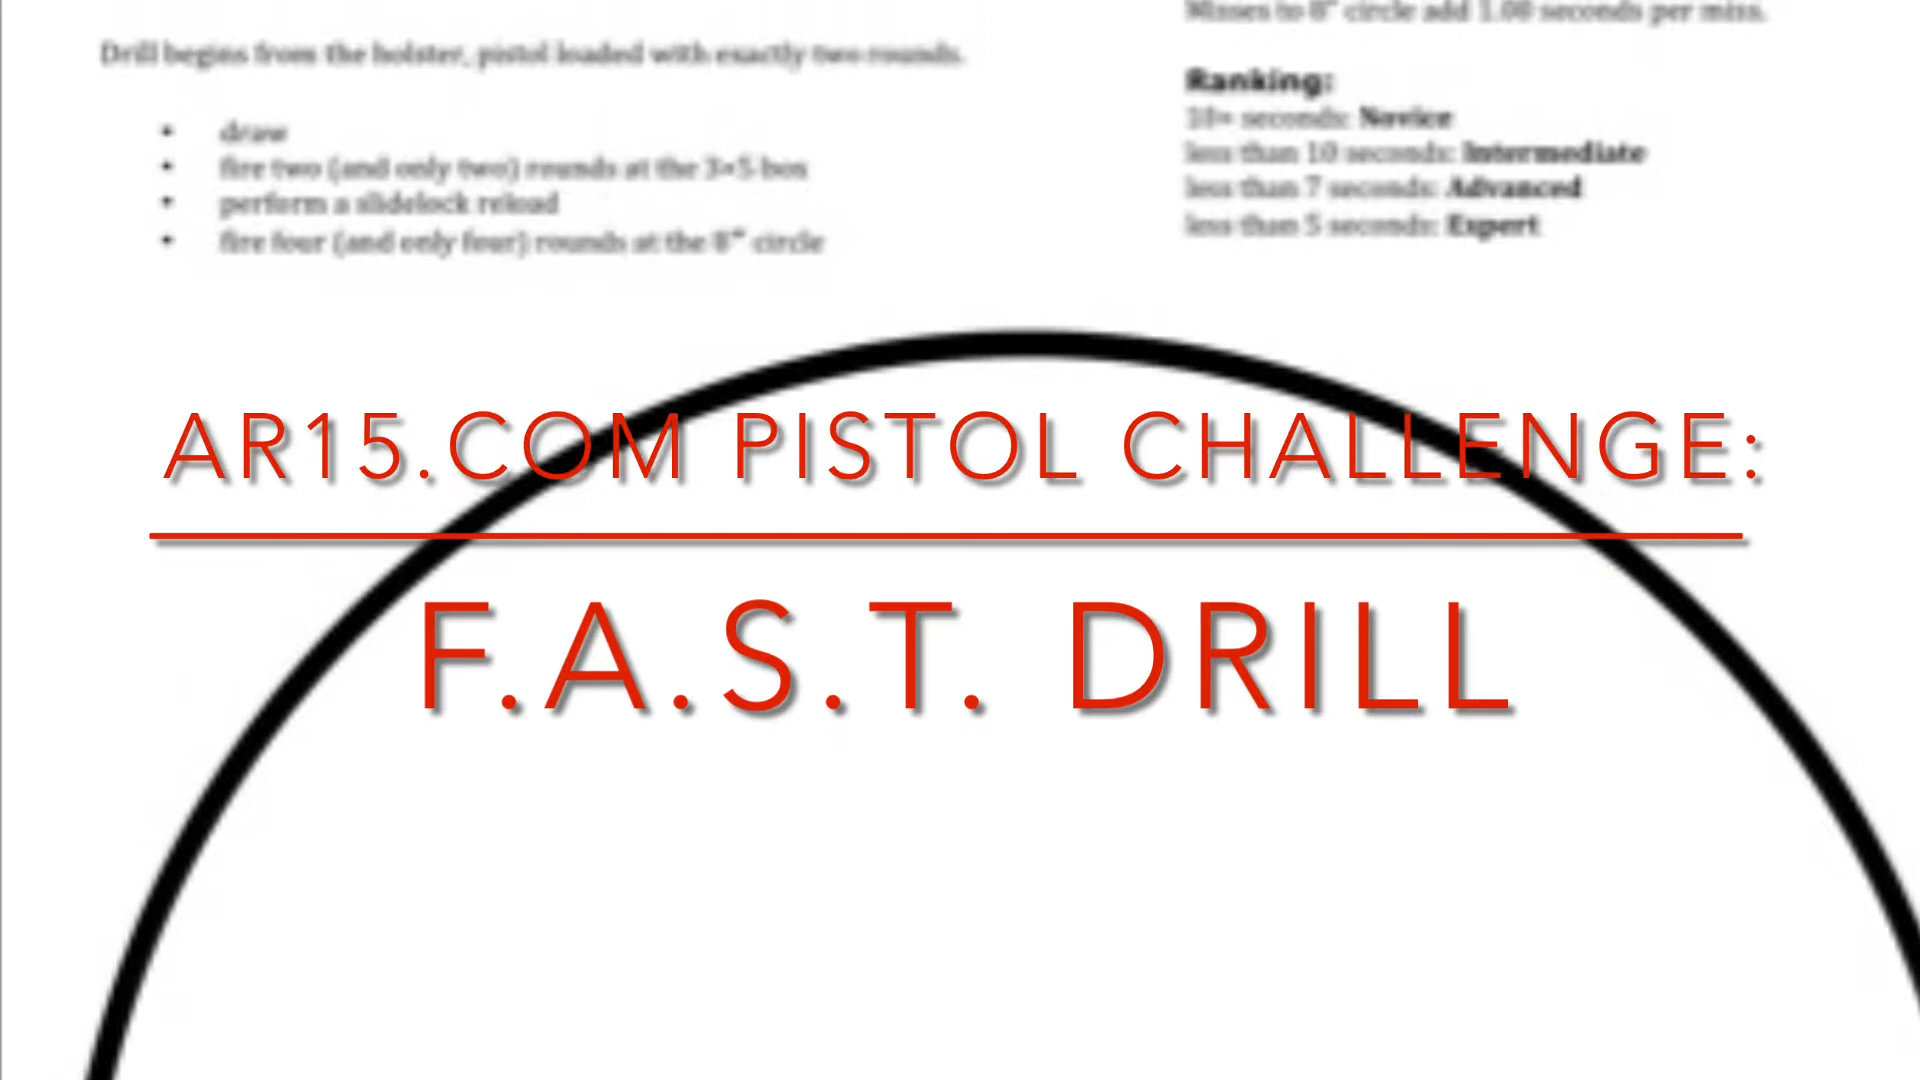 Misses to 8" circle add 1.00 seconds per miss.
Drill begins from the holster, pistol loaded with exactly two rounds.
• draw
• fire two (and only two) rounds at the 3×5 box
• perform a slidelock reload
• fire four (and only four) rounds at the 8" circle
Ranking:
10+ seconds: Novice
less than 10 seconds: Intermediate
less than 7 seconds: Advanced
less than 5 seconds: Expert
AR15.COM PISTOL CHALLENGE:
F.A.S.T. DRILL